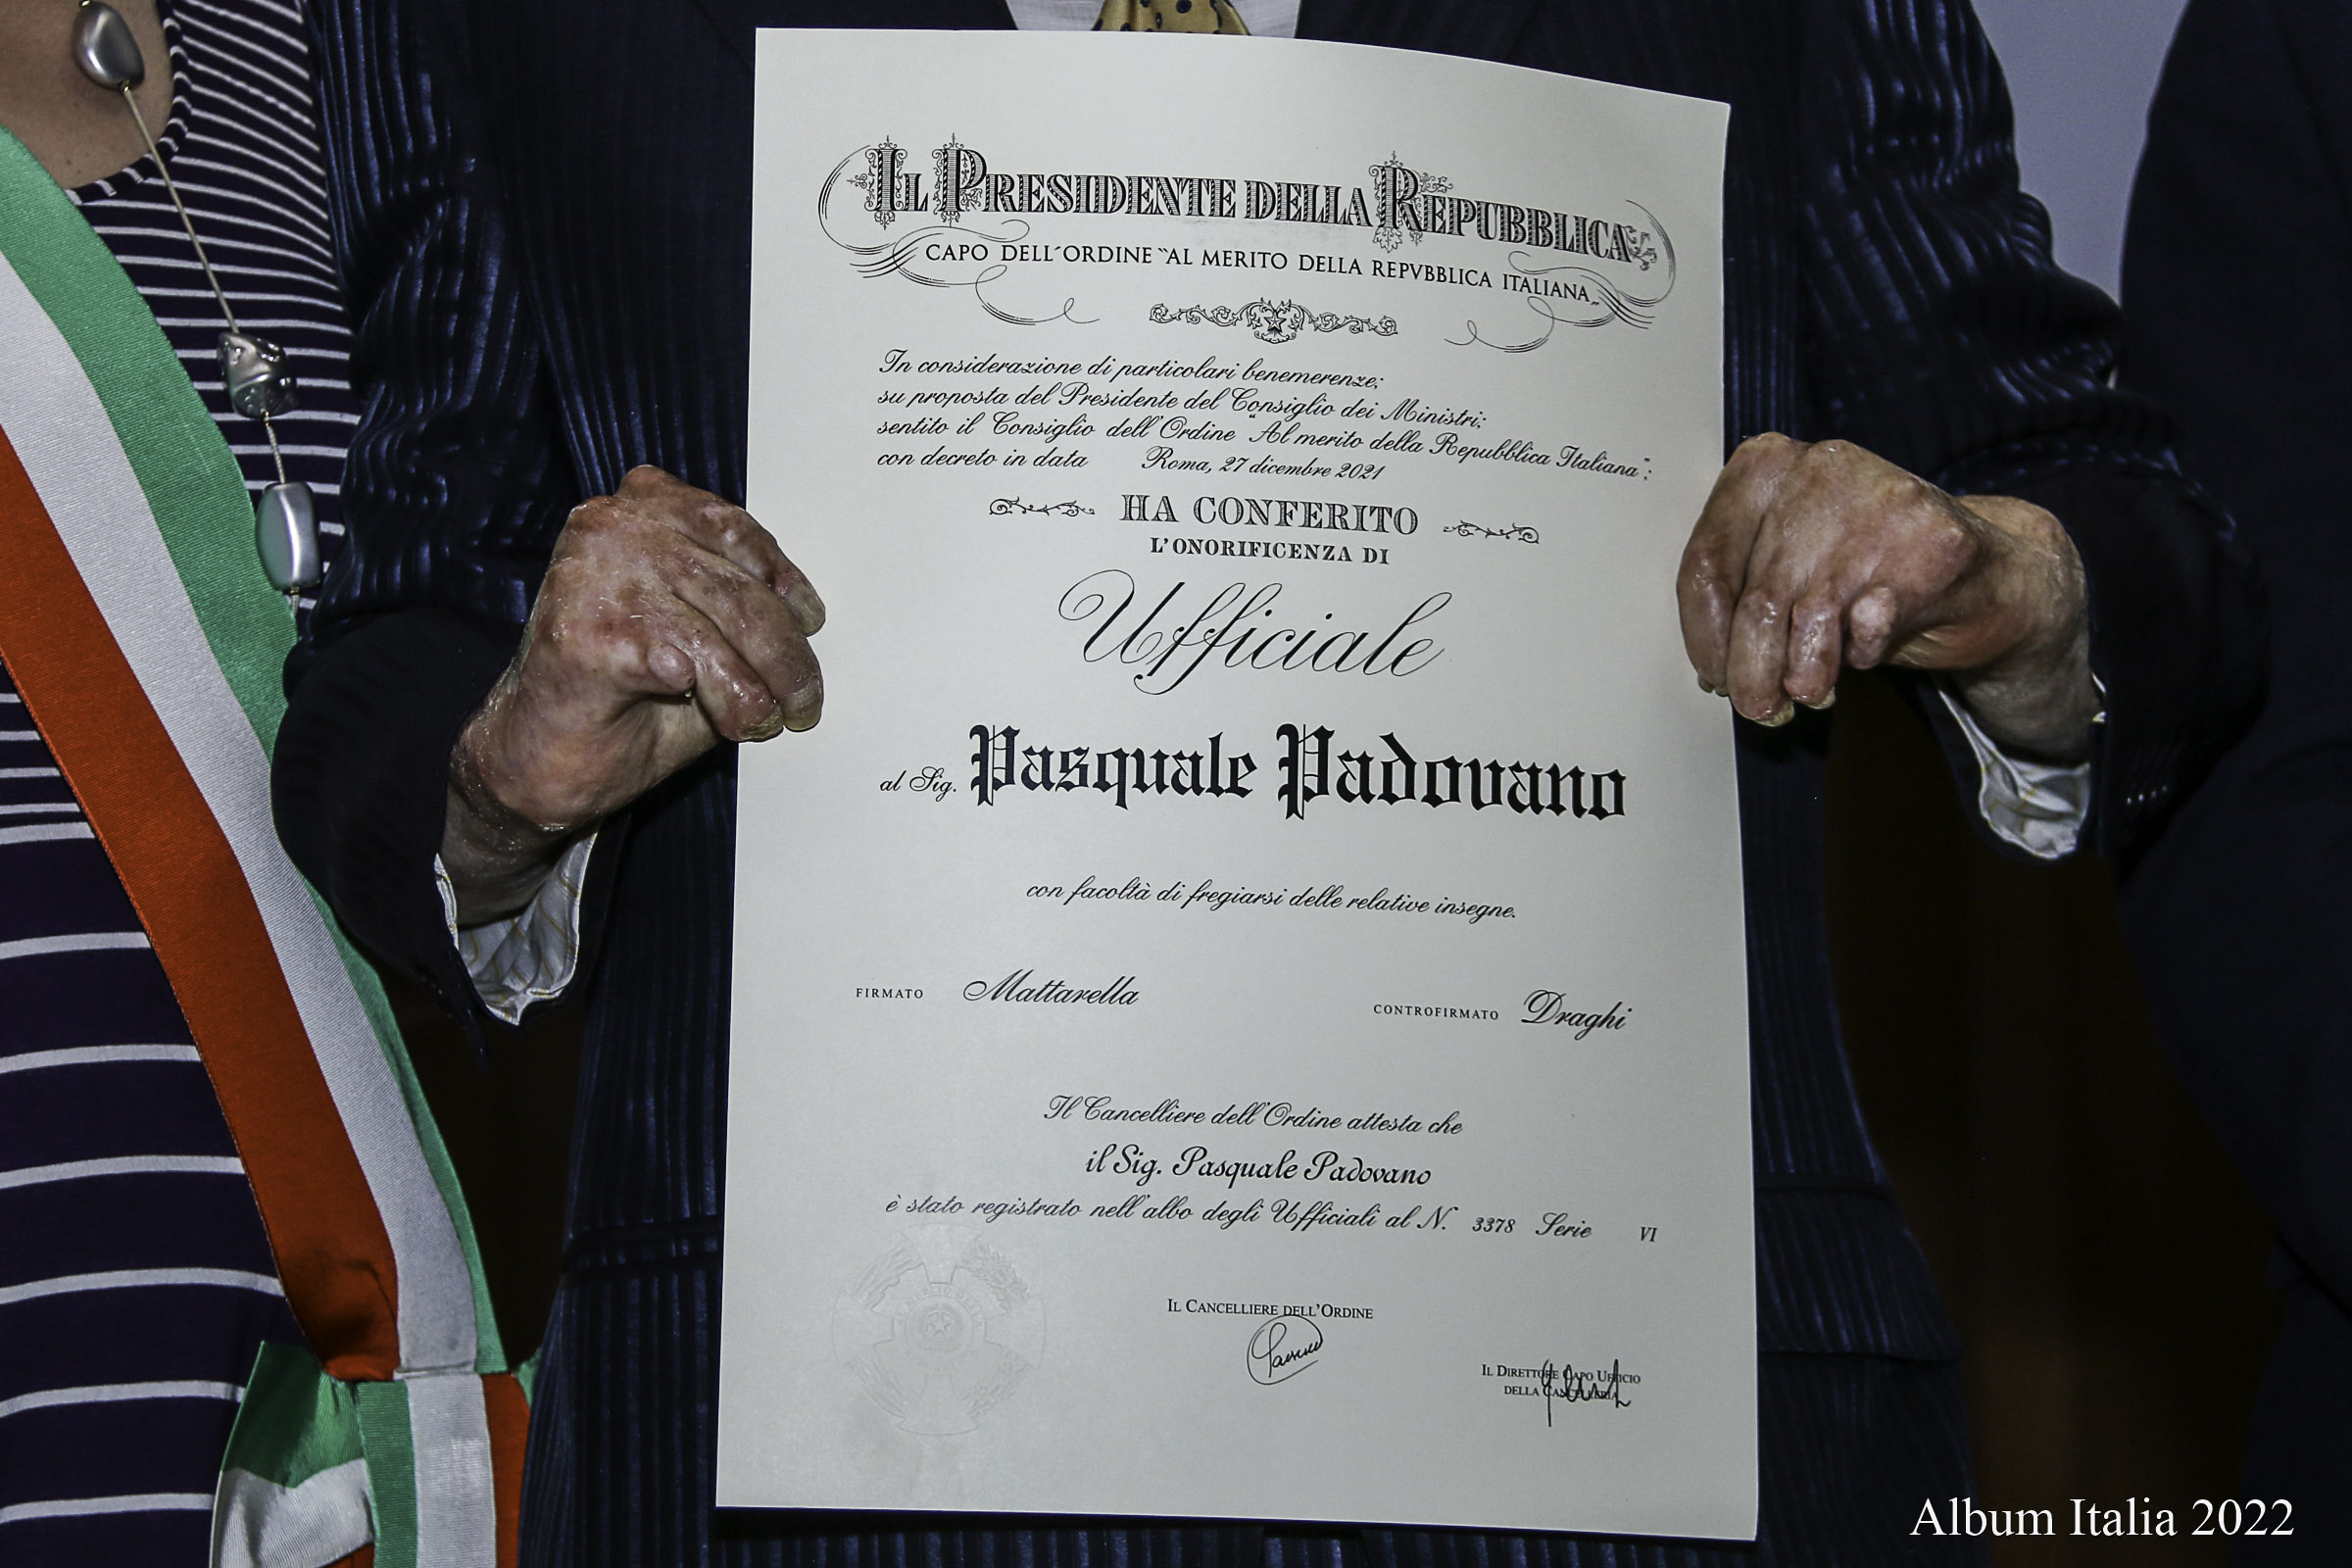 IL PRESIDENTE DELLA REPUBBLICA
CAPO DELL'ORDINE "AL MERITO DELLA REPVBBLICA ITALIANA„
In considerazione di particolari benemerenze;
su proposta del Presidente del Consiglio dei Ministri;
sentito il Consiglio dell'Ordine "Al merito della Repubblica Italiana";
con decreto in data Roma, 27 dicembre 2021
HA CONFERITO
L'ONORIFICENZA DI
Ufficiale
al Sig. Pasquale Padovano
con facoltà di fregiarsi delle relative insegne.
FIRMATO Mattarella CONTROFIRMATO Draghi
Il Cancelliere dell'Ordine attesta che
il Sig. Pasquale Padovano
è stato registrato nell'albo degli Ufficiali al N. 3378 Serie VI
IL CANCELLIERE DELL'ORDINE
IL DIRETTORE CAPO UFFICIO
DELLA CANCELLERIA
Album Italia 2022